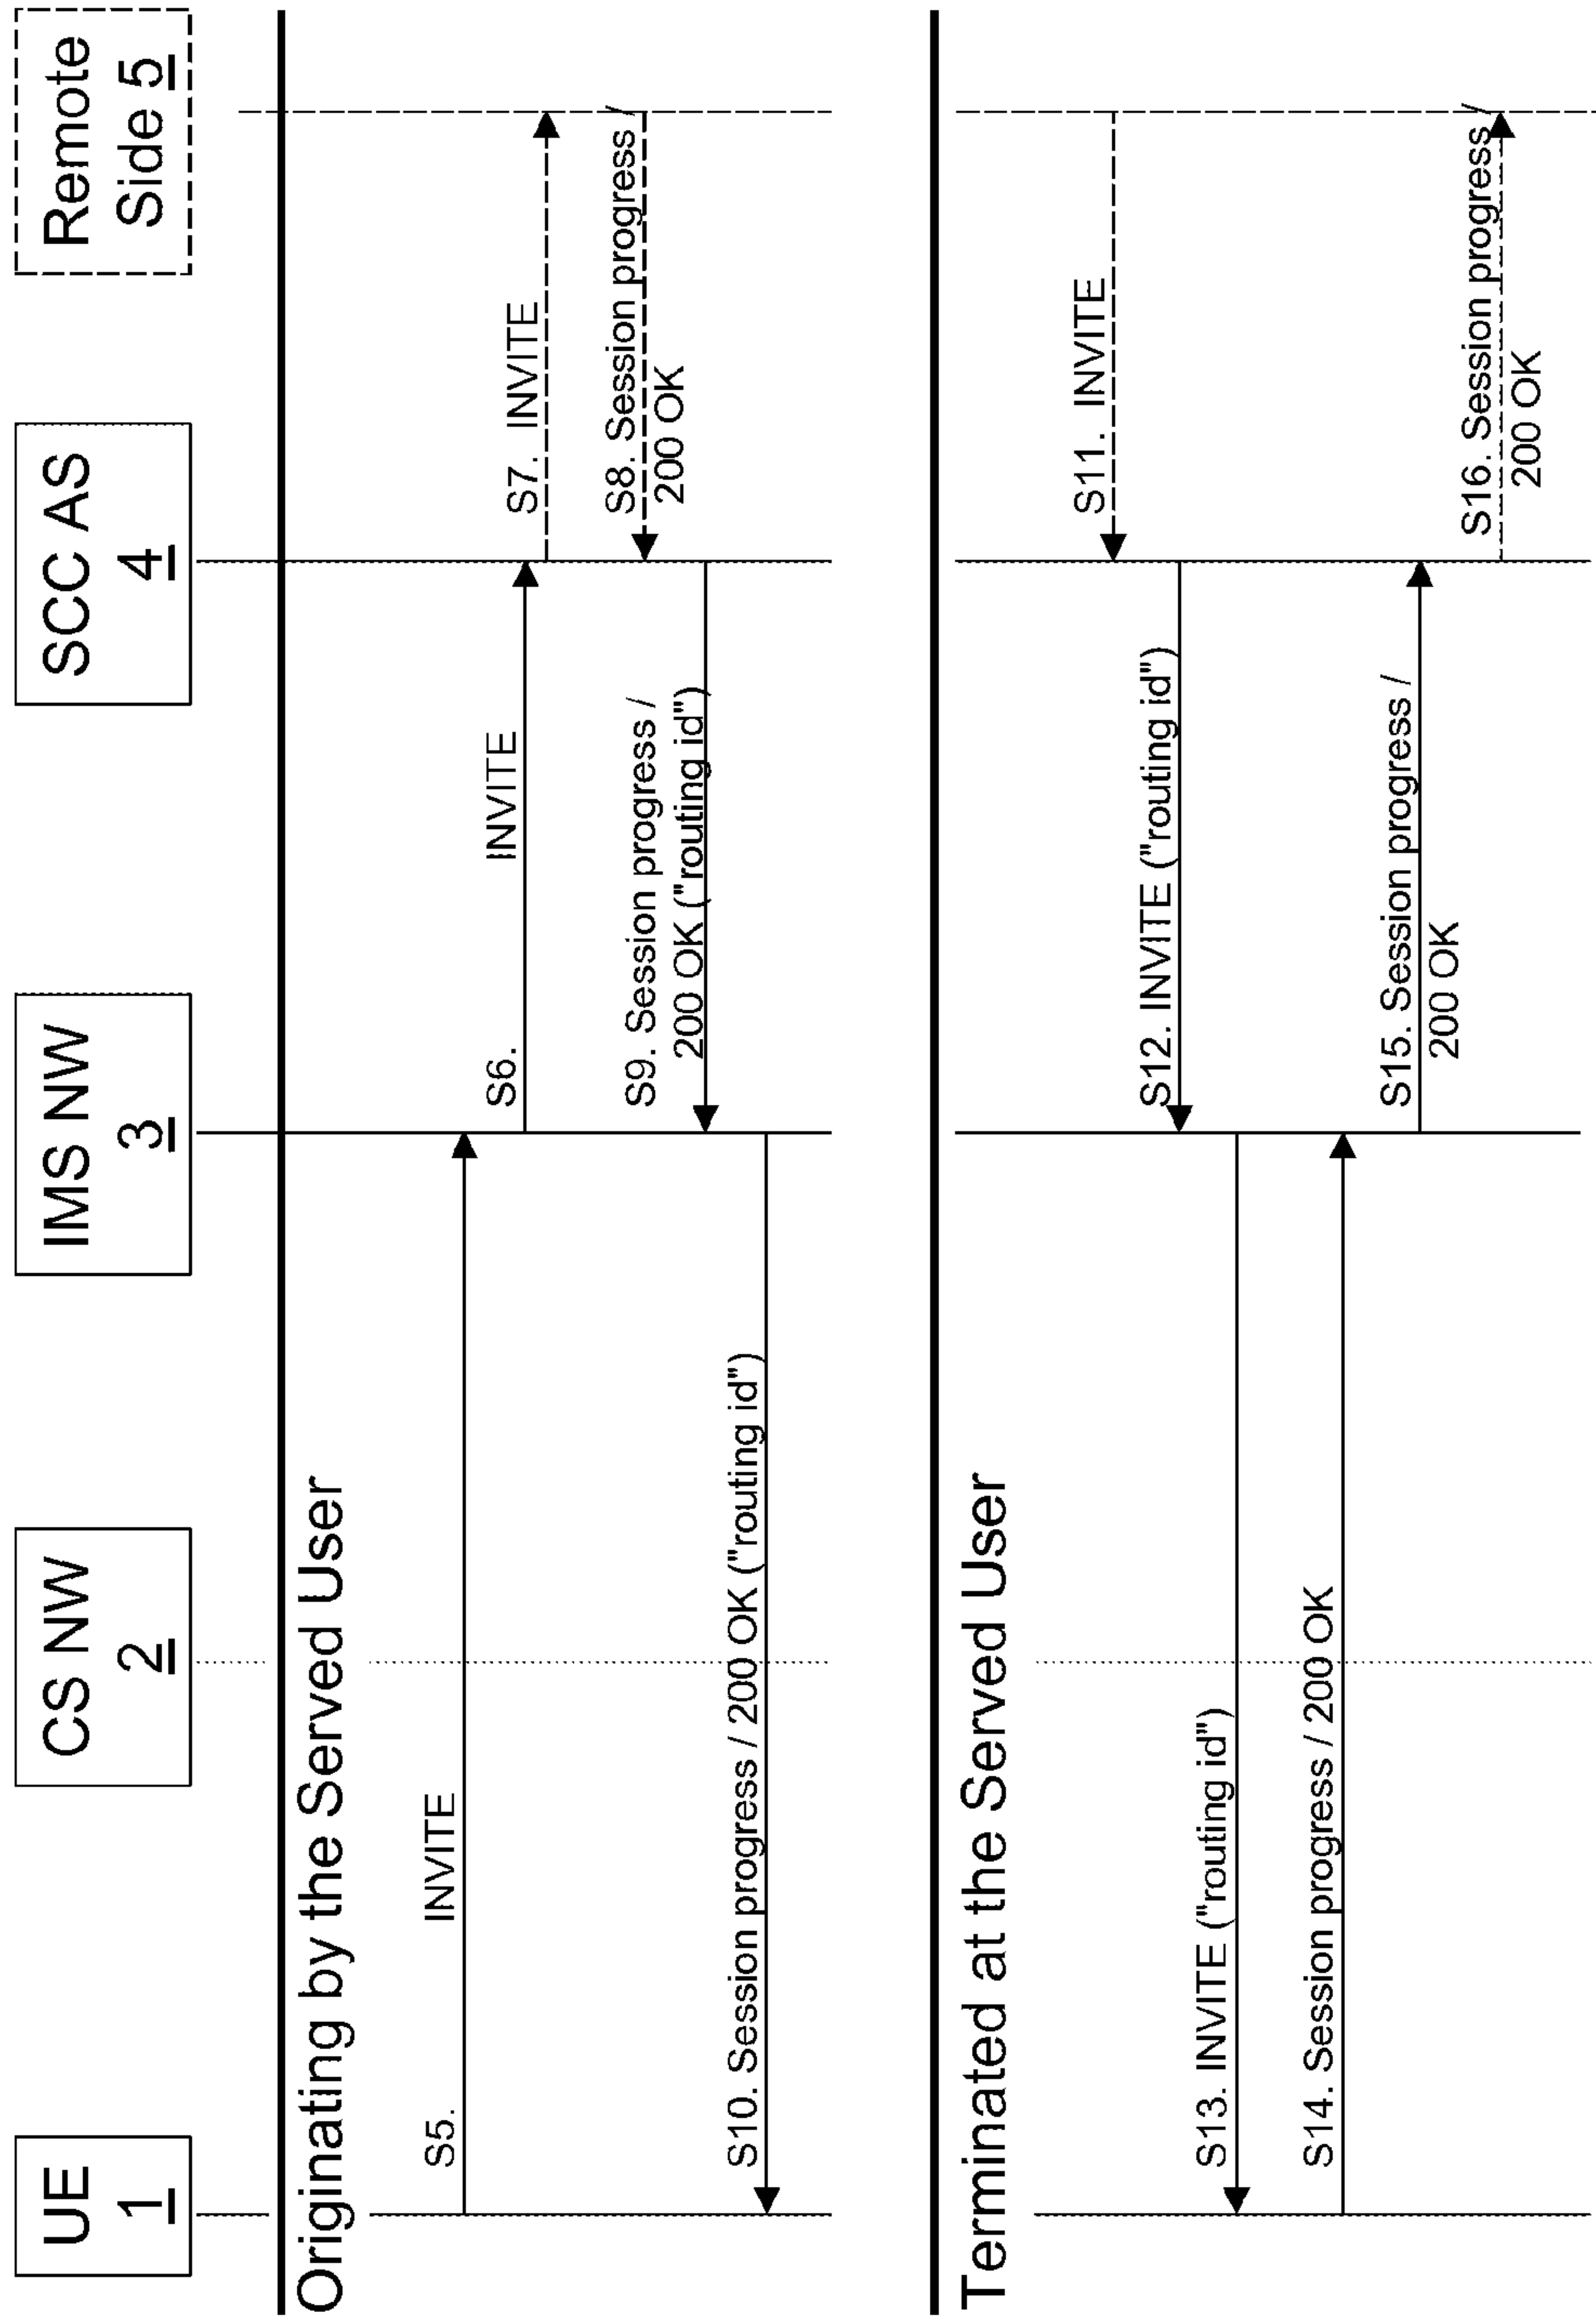 UE
1
CS NW
2
IMS NW
3
SCC AS
4
Remote
Side 5
Originating by the Served User
S5. INVITE
S6. INVITE
S7. INVITE
S8. Session progress /
200 OK
S9. Session progress /
200 OK ("routing id")
S10. Session progress / 200 OK ("routing id")
Terminated at the Served User
S11. INVITE
S12. INVITE ("routing id")
S13. INVITE ("routing id")
S14. Session progress / 200 OK
S15. Session progress /
200 OK
S16. Session progress /
200 OK